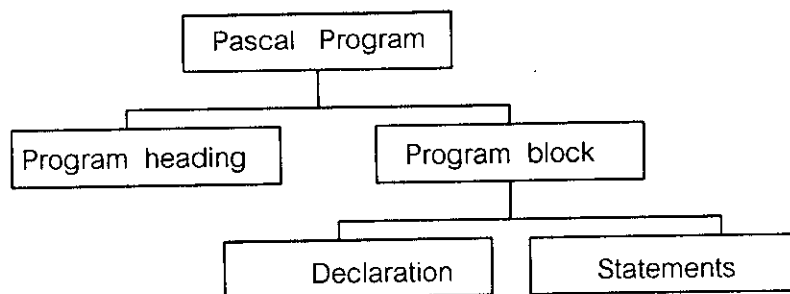 Pascal Program
Program heading
Program block
Declaration
Statements